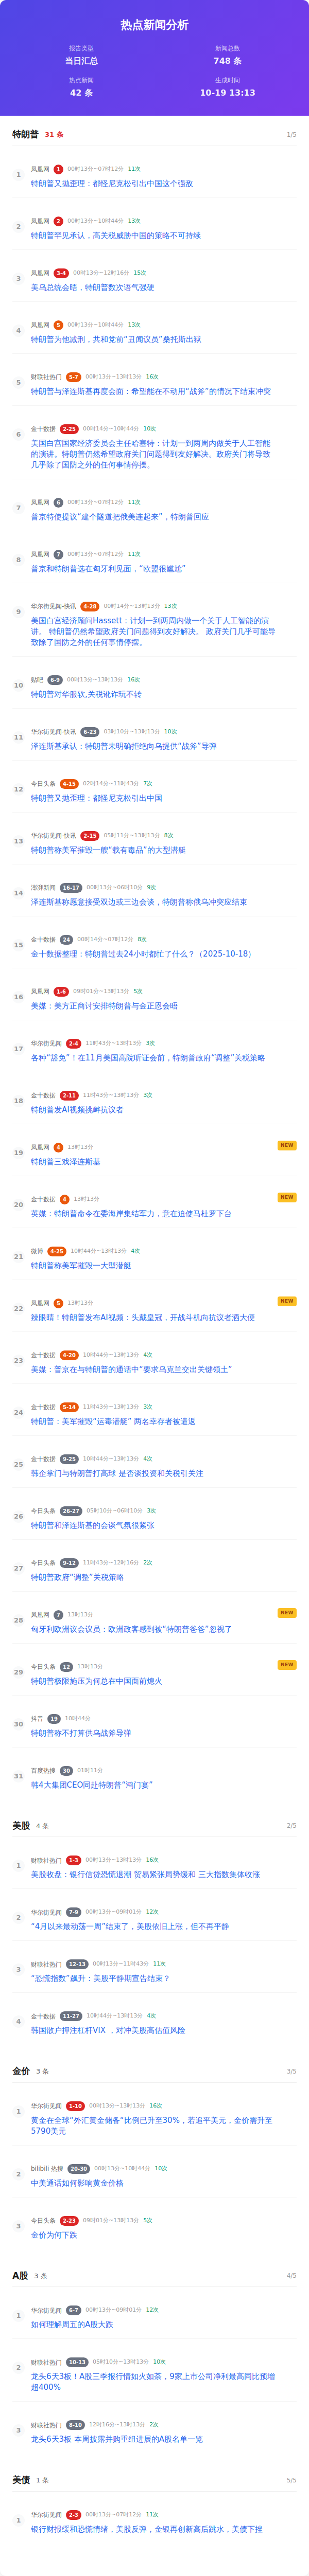 热点新闻分析
报告类型
新闻总数
当日汇总
748 条
热点新闻
生成时间
42 条
10-19 13:13
特朗普 31 条 1/5
1 凤凰网 1 00时13分~07时12分 11次
特朗普又抛歪理：都怪尼克松引出中国这个强敌
2 凤凰网 2 00时13分~10时44分 13次
特朗普罕见承认，高关税威胁中国的策略不可持续
3 凤凰网 3-4 00时13分~12时16分 15次
美乌总统会晤，特朗普数次语气强硬
4 凤凰网 5 00时13分~10时44分 13次
特朗普为他减刑，共和党前“丑闻议员”桑托斯出狱
5 财联社热门 5-7 00时13分~13时13分 16次
特朗普与泽连斯基再度会面：希望能在不动用“战斧”的情况下结束冲突
6 金十数据 2-25 00时14分~10时44分 10次
美国白宫国家经济委员会主任哈塞特：计划一到两周内做关于人工智能
的演讲。特朗普仍然希望政府关门问题得到友好解决。政府关门将导致
几乎除了国防之外的任何事情停摆。
7 凤凰网 6 00时13分~07时12分 11次
普京特使提议“建个隧道把俄美连起来”，特朗普回应
8 凤凰网 7 00时13分~07时12分 11次
普京和特朗普选在匈牙利见面，“欧盟很尴尬”
9 华尔街见闻-快讯 4-28 00时14分~13时13分 13次
美国白宫经济顾问Hassett：计划一到两周内做一个关于人工智能的演
讲。 特朗普仍然希望政府关门问题得到友好解决。 政府关门几乎可能导
致除了国防之外的任何事情停摆。
10 贴吧 6-9 00时13分~13时13分 16次
特朗普对华服软,关税讹诈玩不转
11 华尔街见闻-快讯 6-23 03时10分~13时13分 10次
泽连斯基承认：特朗普未明确拒绝向乌提供“战斧”导弹
12 今日头条 4-15 02时14分~11时43分 7次
特朗普又抛歪理：都怪尼克松引出中国
13 华尔街见闻-快讯 2-15 05时11分~13时13分 8次
特朗普称美军摧毁一艘“载有毒品”的大型潜艇
14 澎湃新闻 16-17 00时13分~06时10分 9次
泽连斯基称愿意接受双边或三边会谈，特朗普称俄乌冲突应结束
15 金十数据 24 00时14分~07时12分 8次
金十数据整理：特朗普过去24小时都忙了什么？（2025-10-18）
16 凤凰网 1-6 09时01分~13时13分 5次
美媒：美方正商讨安排特朗普与金正恩会晤
17 华尔街见闻 2-4 11时43分~13时13分 3次
各种“豁免”！在11月美国高院听证会前，特朗普政府“调整”关税策略
18 金十数据 2-11 11时43分~13时13分 3次
特朗普发AI视频挑衅抗议者
19 凤凰网 4 13时13分 NEW
特朗普三戏泽连斯基
20 金十数据 4 13时13分 NEW
英媒：特朗普命令在委海岸集结军力，意在迫使马杜罗下台
21 微博 4-25 10时44分~13时13分 4次
特朗普称美军摧毁一大型潜艇
22 凤凰网 5 13时13分 NEW
辣眼睛！特朗普发布AI视频：头戴皇冠，开战斗机向抗议者洒大便
23 金十数据 4-20 10时44分~13时13分 4次
美媒：普京在与特朗普的通话中“要求乌克兰交出关键领土”
24 金十数据 5-14 11时43分~13时13分 3次
特朗普：美军摧毁“运毒潜艇” 两名幸存者被遣返
25 金十数据 9-25 10时44分~13时13分 4次
韩企掌门与特朗普打高球 是否谈投资和关税引关注
26 今日头条 26-27 05时10分~06时10分 3次
特朗普和泽连斯基的会谈气氛很紧张
27 今日头条 9-12 11时43分~12时16分 2次
特朗普政府“调整”关税策略
28 凤凰网 7 13时13分 NEW
匈牙利欧洲议会议员：欧洲政客感到被“特朗普爸爸”忽视了
29 今日头条 12 13时13分 NEW
特朗普极限施压为何总在中国面前熄火
30 抖音 19 10时44分
特朗普称不打算供乌战斧导弹
31 百度热搜 30 01时11分
韩4大集团CEO同赴特朗普“鸿门宴”
美股 4 条 2/5
1 财联社热门 1-3 00时13分~13时13分 16次
美股收盘：银行信贷恐慌退潮 贸易紧张局势缓和 三大指数集体收涨
2 华尔街见闻 7-9 00时13分~09时01分 12次
“4月以来最动荡一周”结束了，美股依旧上涨，但不再平静
3 财联社热门 12-13 00时13分~11时43分 11次
“恐慌指数”飙升：美股平静期宣告结束？
4 金十数据 11-27 10时44分~13时13分 4次
韩国散户押注杠杆VIX ，对冲美股高估值风险
金价 3 条 3/5
1 华尔街见闻 1-10 00时13分~13时13分 16次
黄金在全球“外汇黄金储备”比例已升至30%，若追平美元，金价需升至
5790美元
2 bilibili 热搜 20-30 00时13分~10时44分 10次
中美通话如何影响黄金价格
3 今日头条 2-23 09时01分~13时13分 5次
金价为何下跌
A股 3 条 4/5
1 华尔街见闻 6-7 00时13分~09时01分 12次
如何理解周五的A股大跌
2 财联社热门 10-13 05时10分~13时13分 10次
龙头6天3板！A股三季报行情如火如荼，9家上市公司净利最高同比预增
超400%
3 财联社热门 8-10 12时16分~13时13分 2次
龙头6天3板 本周披露并购重组进展的A股名单一览
美债 1 条 5/5
1 华尔街见闻 2-3 00时13分~07时12分 11次
银行财报缓和恐慌情绪，美股反弹，金银再创新高后跳水，美债下挫